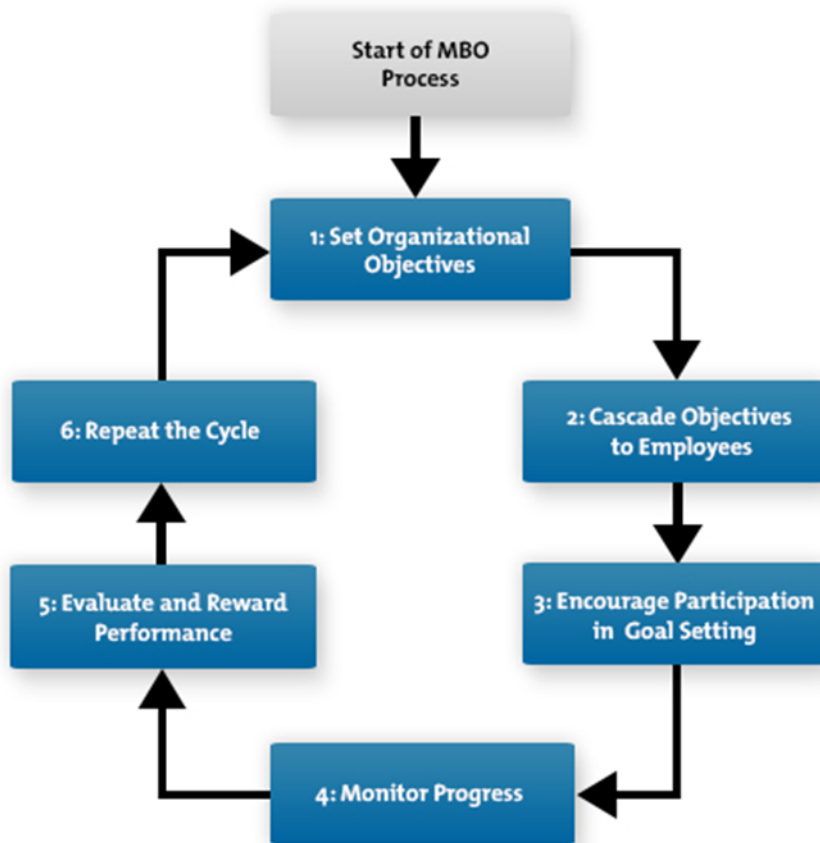 Start of MBO
Process
1: Set Organizational
Objectives
2: Cascade Objectives
to Employees
3: Encourage Participation
in Goal Setting
4: Monitor Progress
5: Evaluate and Reward
Performance
6: Repeat the Cycle